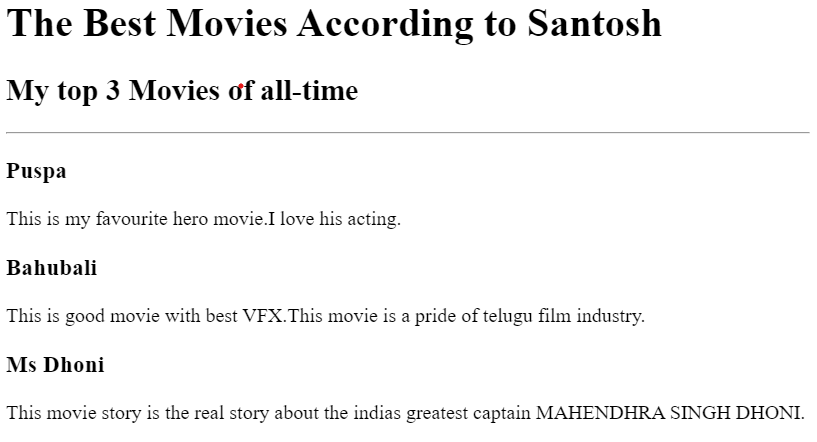 The Best Movies According to Santosh
My top 3 Movies of all-time
Puspa
This is my favourite hero movie.I love his acting.
Bahubali
This is good movie with best VFX.This movie is a pride of telugu film industry.
Ms Dhoni
This movie story is the real story about the indias greatest captain MAHENDHRA SINGH DHONI.